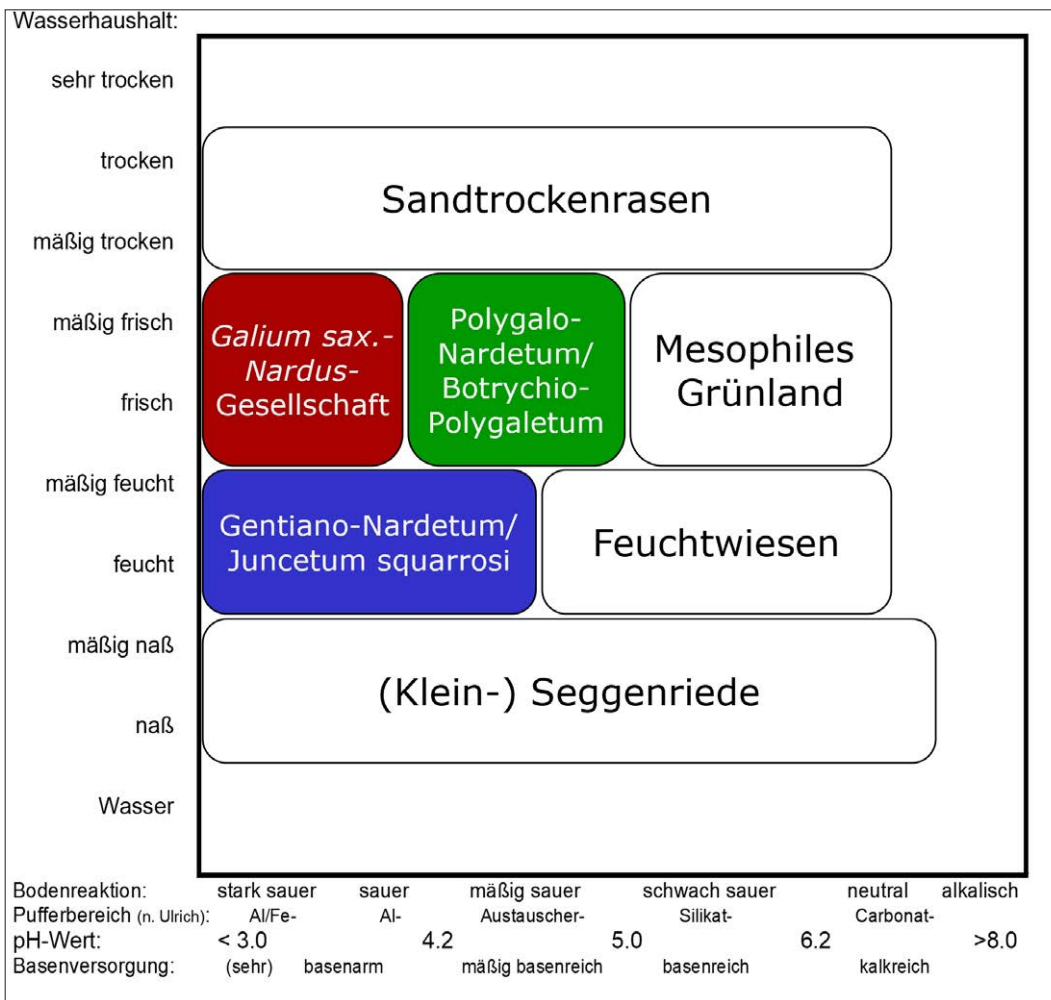 Wasserhaushalt:
sehr trocken
trocken
Sandtrockenrasen
mäßig trocken
mäßig frisch
Galium sax.-
Nardus-
Gesellschaft
Polygalo-
Nardetum/
Botrychio-
Polygaletum
Mesophiles
Grünland
frisch
mäßig feucht
Gentiano-Nardetum/
Juncetum squarrosi
Feuchtwiesen
feucht
mäßig naß
(Klein-) Seggenriede
naß
Wasser
Bodenreaktion: stark sauer sauer mäßig sauer schwach sauer neutral alkalisch
Pufferbereich (n. Ulrich): Al/Fe- Al- Austauscher- Silikat- Carbonat-
pH-Wert: < 3.0 4.2 5.0 6.2 >8.0
Basenversorgung: (sehr) basenarm mäßig basenreich basenreich kalkreich